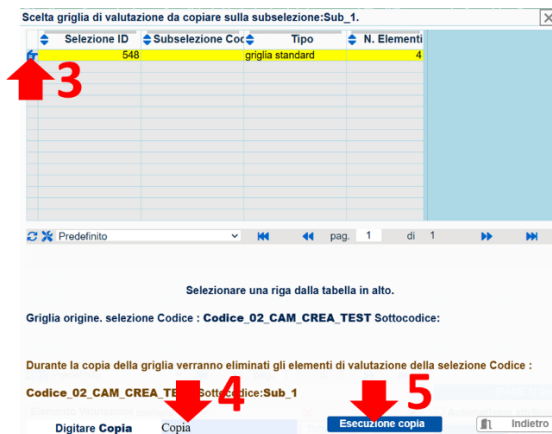 Scelta griglia di valutazione da copiare sulla subselezione:Sub_1.
Selezione ID Subselezione Coc Tipo N. Elementi
548 griglia standard 4
3
Predefinito pag. 1 di 1
Selezionare una riga dalla tabella in alto.
Griglia origine. selezione Codice : Codice_02_CAM_CREA_TEST Sottocodice:
Durante la copia della griglia verranno eliminati gli elementi di valutazione della selezione Codice :
Codice_02_CAM_CREA_TEST Sottocodice:Sub_1
4 5
Digitare Copia Copia Esecuzione copia Indietro